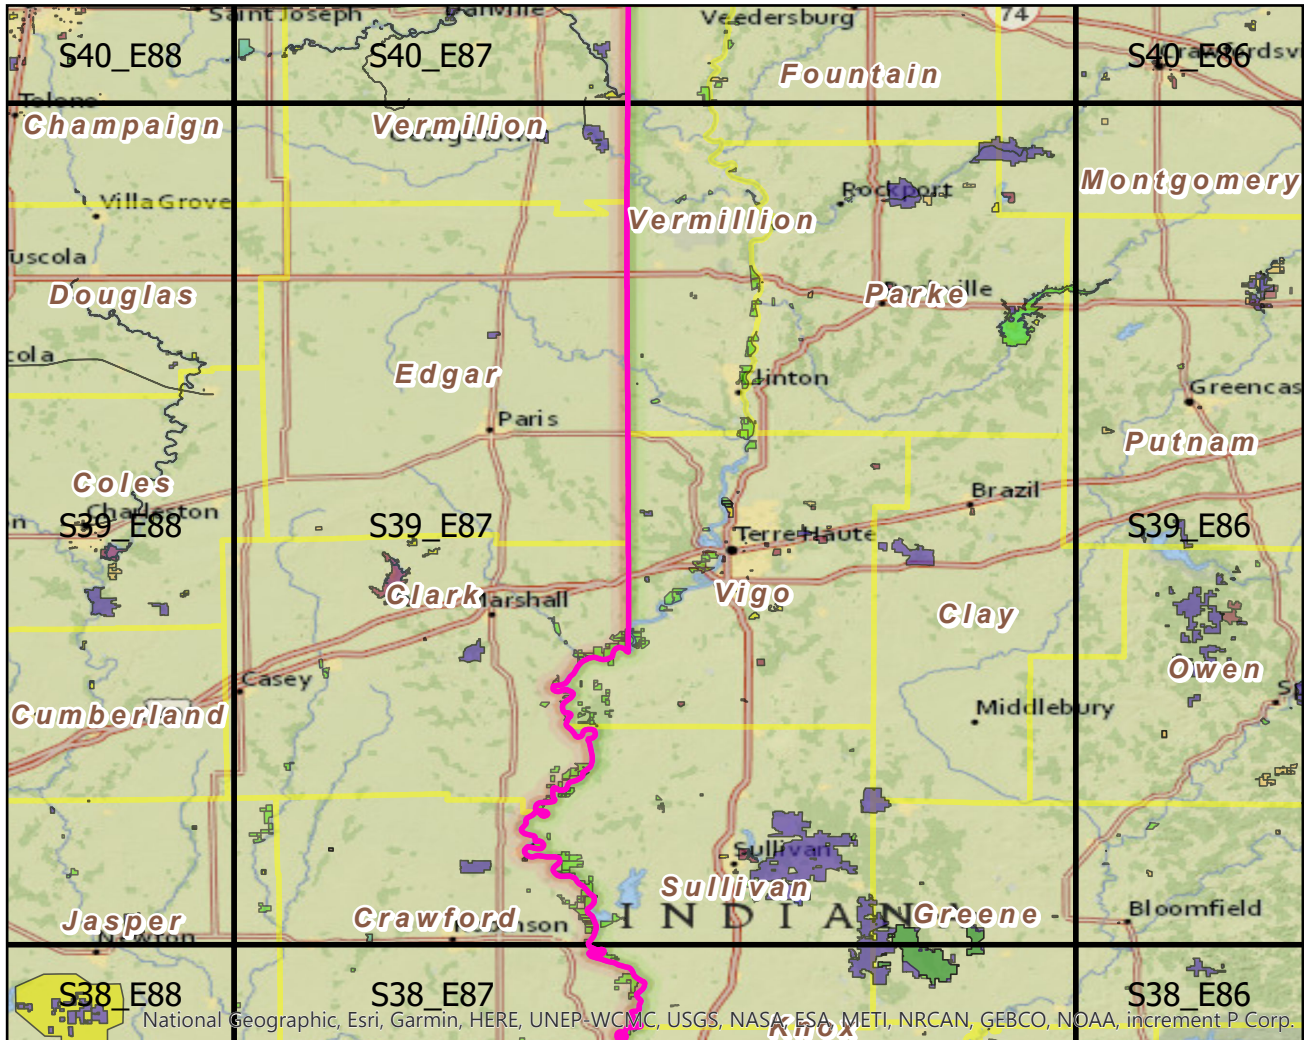 Saint Joseph
Danville
Veedersburg
74
S40_E88
S40_E87
Fountain
S40_E86
Champaign
Vermilion
Georgetown
Montgomery
Villa Grove
Rockport
Vermillion
Douglas
Parke
Edgar
Clinton
Greencas
Paris
Putnam
Coles
Brazil
Charleston
S39_E88
S39_E87
S39_E86
Terre Haute
Clark
Marshall
Vigo
Clay
Owen
Casey
Cumberland
Middlebury
Sullivan
Sullivan
INDIANA
Greene
Jasper
Crawford
Bloomfield
Newton
S38_E88
S38_E87
S38_E86
National Geographic, Esri, Garmin, HERE, UNEP-WCMC, USGS, NASA, ESA, METI, NRCAN, GEBCO, NOAA, increment P Corp.
Knox